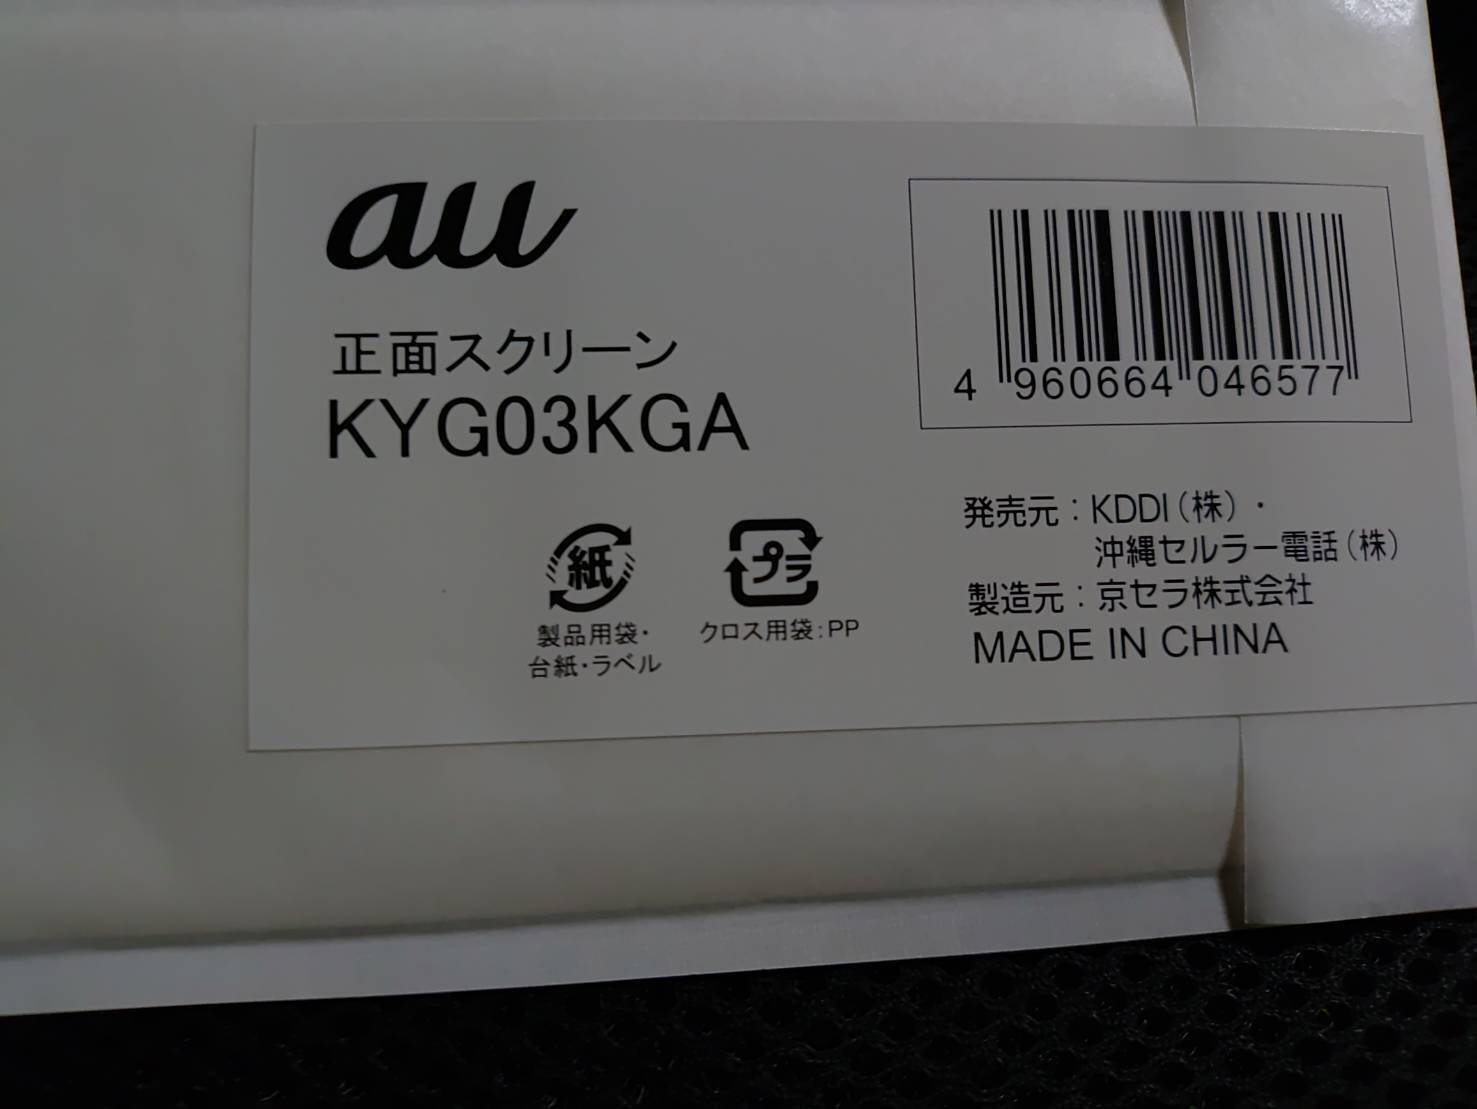 au
正面スクリーン
KYG03KGA
4 960664 046577
紙
製品用袋・
台紙・ラベル
プラ
クロス用袋:PP
発売元:KDDI(株)・
沖縄セルラー電話(株)
製造元:京セラ株式会社
MADE IN CHINA